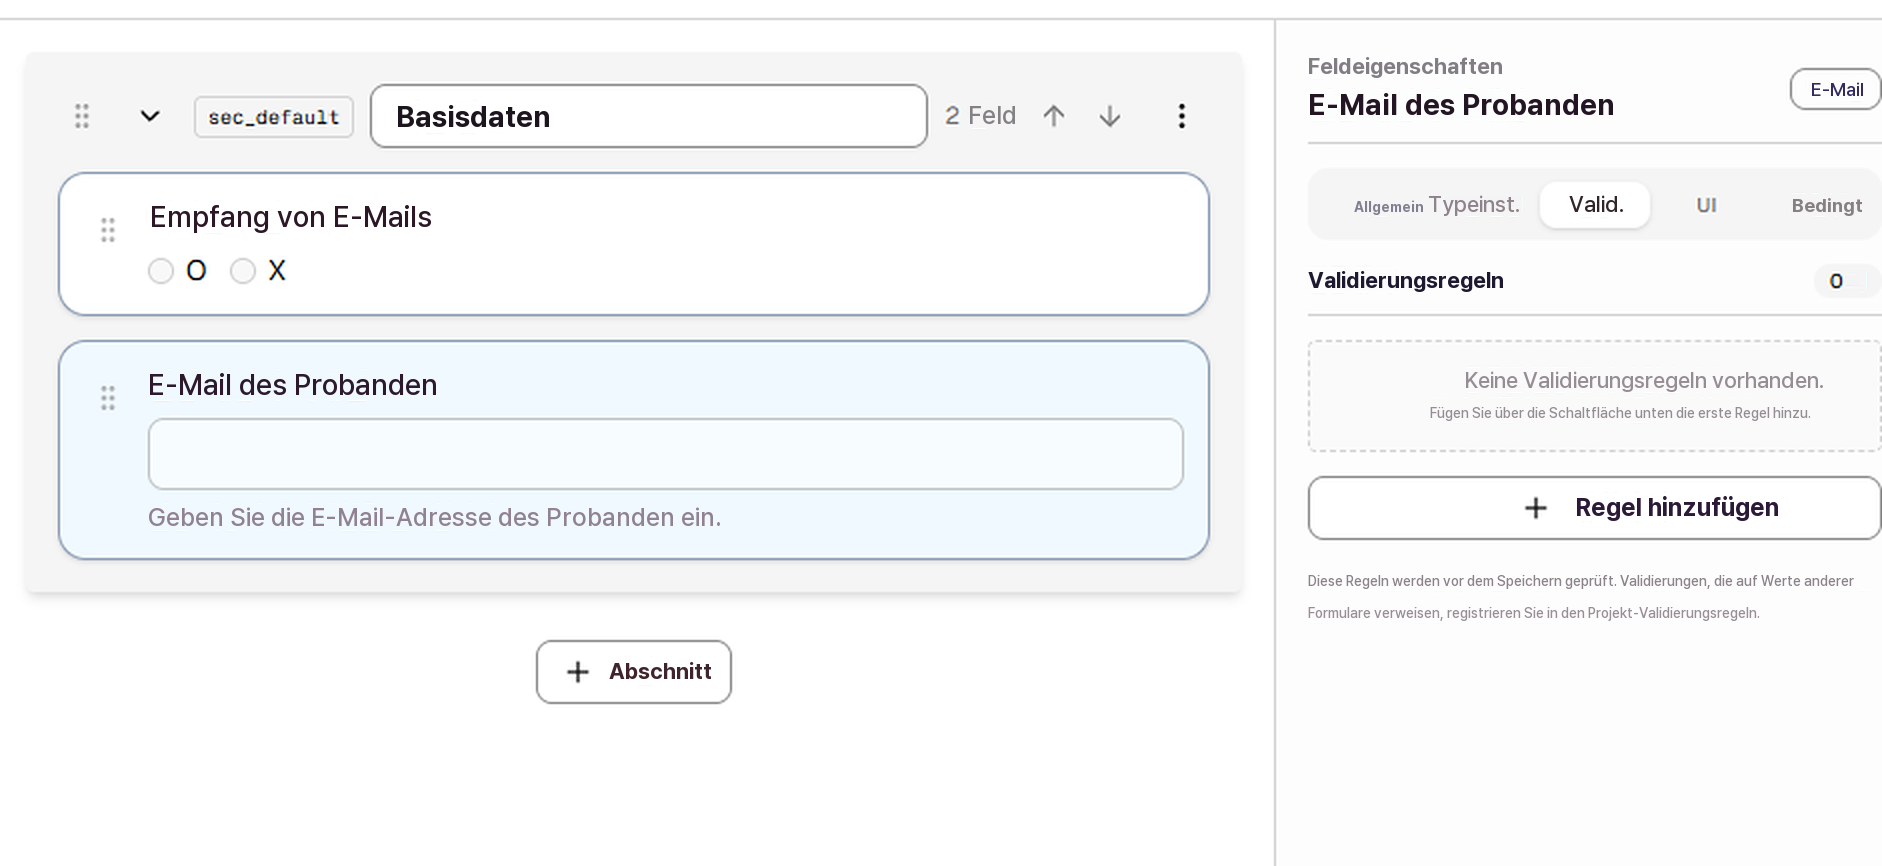 sec_default
Basisdaten
2 Feld
Empfang von E-Mails
O X
E-Mail des Probanden
Geben Sie die E-Mail-Adresse des Probanden ein.
Abschnitt
Feldeigenschaften
E-Mail des Probanden
E-Mail
Allgemein Typeinst. Valid. UI Bedingt
Validierungsregeln 0
Keine Validierungsregeln vorhanden.
Fügen Sie über die Schaltfläche unten die erste Regel hinzu.
Regel hinzufügen
Diese Regeln werden vor dem Speichern geprüft. Validierungen, die auf Werte anderer
Formulare verweisen, registrieren Sie in den Projekt-Validierungsregeln.